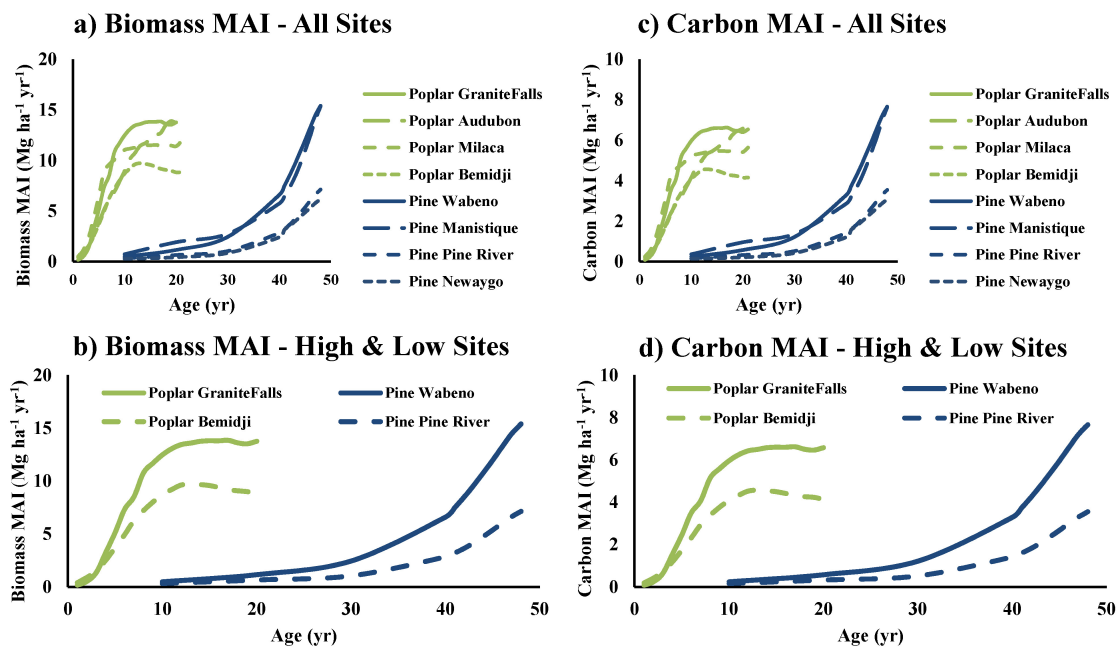 a) Biomass MAI - All Sites
Biomass MAI (Mg ha⁻¹ yr⁻¹)
20
15
10
5
0
0 10 20 30 40 50
Age (yr)
Poplar GraniteFalls
Poplar Audubon
Poplar Milaca
Poplar Bemidji
Pine Wabeno
Pine Manistique
Pine Pine River
Pine Newaygo
c) Carbon MAI - All Sites
Carbon MAI (Mg ha⁻¹ yr⁻¹)
10
8
6
4
2
0
0 10 20 30 40 50
Age (yr)
Poplar GraniteFalls
Poplar Audubon
Poplar Milaca
Poplar Bemidji
Pine Wabeno
Pine Manistique
Pine Pine River
Pine Newaygo
b) Biomass MAI - High & Low Sites
Biomass MAI (Mg ha⁻¹ yr⁻¹)
20
15
10
5
0
0 10 20 30 40 50
Age (yr)
Poplar GraniteFalls
Pine Wabeno
Poplar Bemidji
Pine Pine River
d) Carbon MAI - High & Low Sites
Carbon MAI (Mg ha⁻¹ yr⁻¹)
10
8
6
4
2
0
0 10 20 30 40 50
Age (yr)
Poplar GraniteFalls
Pine Wabeno
Poplar Bemidji
Pine Pine River